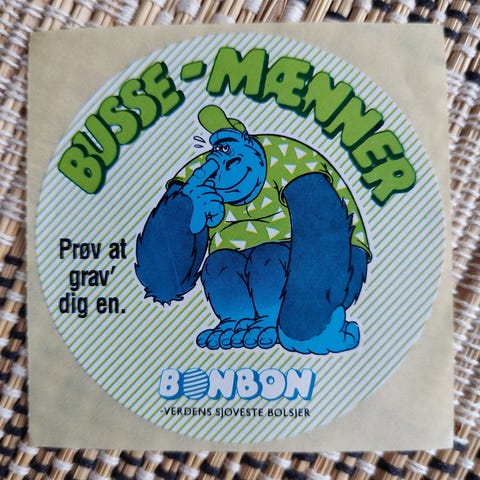 BUSSE-MÆNNER
Prøv at
grav'
dig en.
BONBON
-VERDENS SJOVESTE BOLSJER